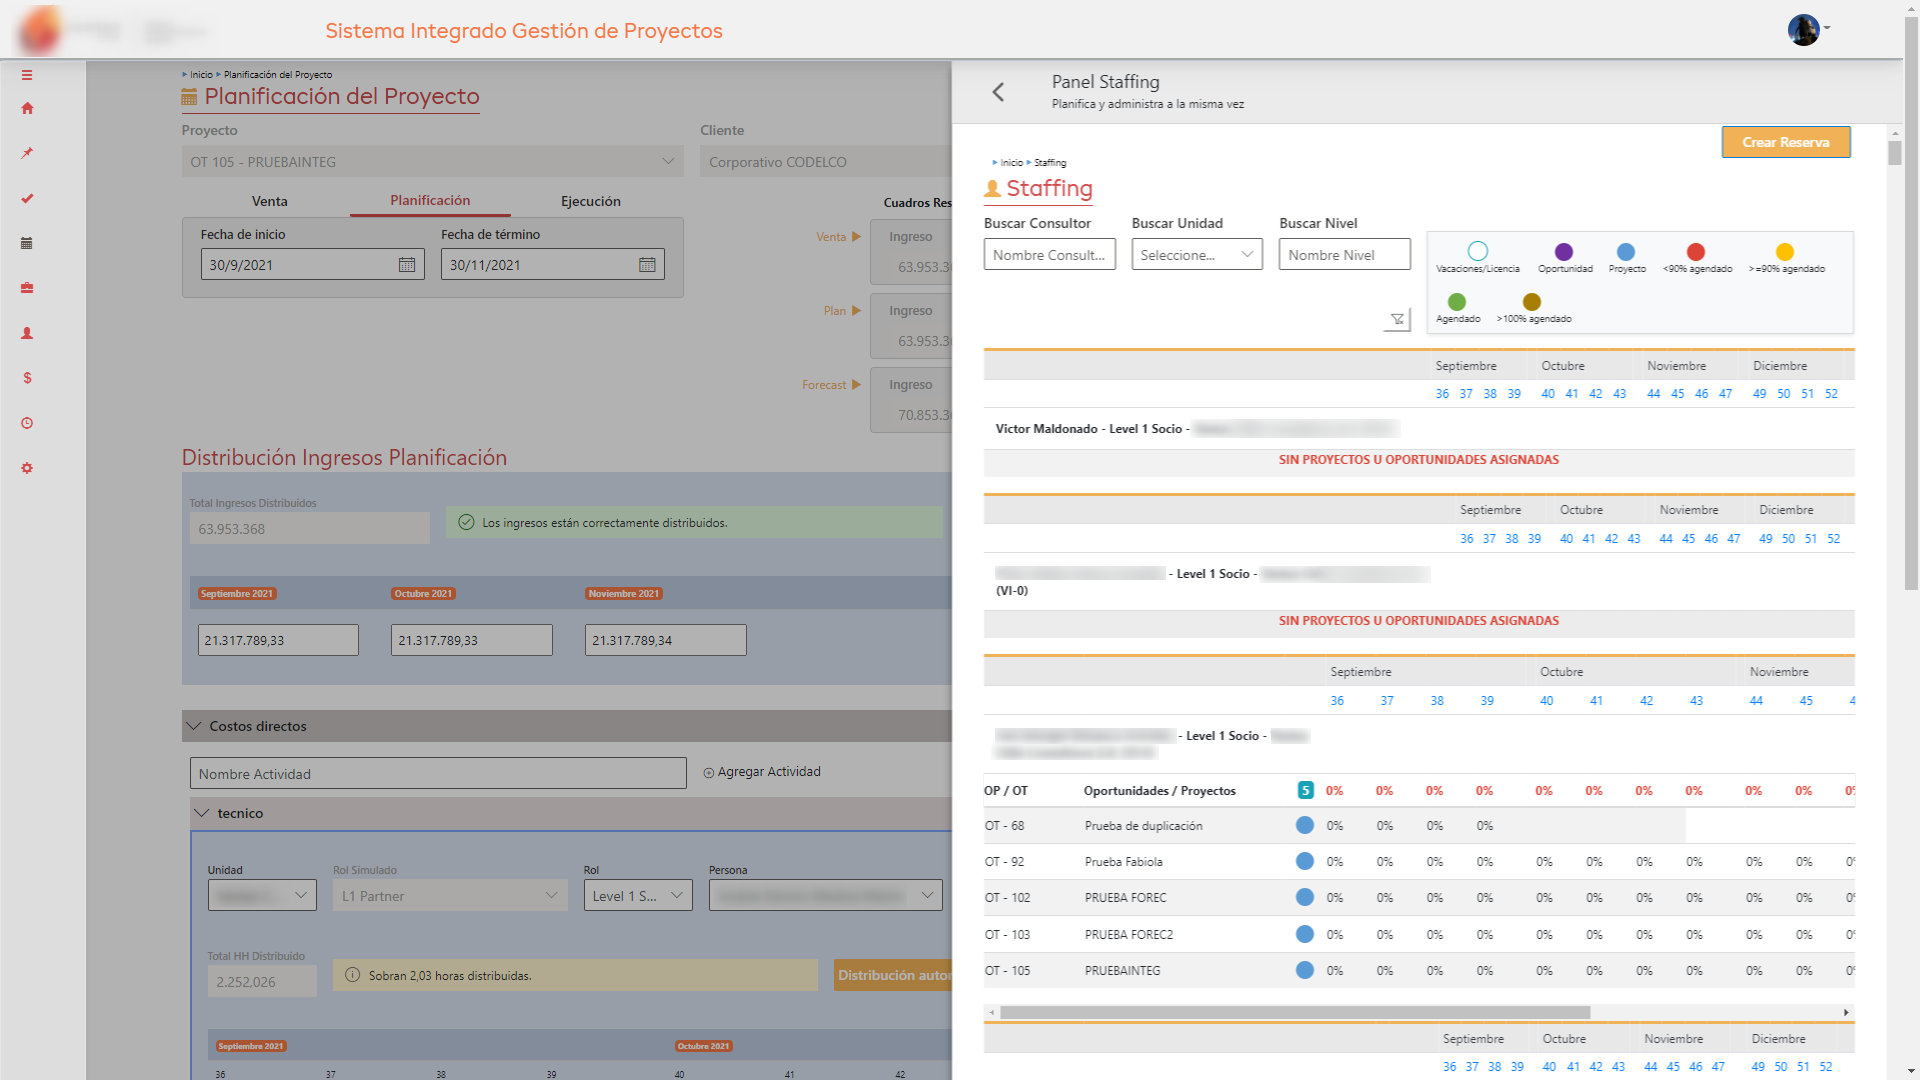 Sistema Integrado Gestión de Proyectos
Inicio Planificación del Proyecto
Planificación del Proyecto
Proyecto
Cliente
OT 105 - PRUEBAINTEG
Corporativo CODELCO
Venta
Planificación
Ejecución
Fecha de inicio
Fecha de término
30/9/2021
30/11/2021
Cuadros Res
Venta
Ingreso
63.953.3
Plan
Ingreso
63.953.3
Forecast
Ingreso
70.853.3
Distribución Ingresos Planificación
Total Ingresos Distribuidos
63.953.368
Los ingresos están correctamente distribuidos.
Septiembre 2021 Octubre 2021 Noviembre 2021
21.317.789,33 21.317.789,33 21.317.789,34
Costos directos
Nombre Actividad
Agregar Actividad
tecnico
Unidad Rol Simulado Rol Persona
L1 Partner Level 1 S...
Total HH Distribuido
2.252,026
Sobran 2,03 horas distribuidas.
Distribución autor
Septiembre 2021 Octubre 2021
36 37 38 39 40 41 42
Panel Staffing
Planifica y administra a la misma vez
Crear Reserva
Inicio Staffing
Staffing
Buscar Consultor Buscar Unidad Buscar Nivel
Nombre Consult... Seleccione... Nombre Nivel
Vacaciones/Licencia Oportunidad Proyecto <90% agendado >=90% agendado
Agendado >100% agendado
Septiembre Octubre Noviembre Diciembre
36 37 38 39 40 41 42 43 44 45 46 47 49 50 51 52
Victor Maldonado - Level 1 Socio -
SIN PROYECTOS U OPORTUNIDADES ASIGNADAS
Septiembre Octubre Noviembre Diciembre
36 37 38 39 40 41 42 43 44 45 46 47 49 50 51 52
- Level 1 Socio -
(VI-0)
SIN PROYECTOS U OPORTUNIDADES ASIGNADAS
Septiembre Octubre Noviembre
36 37 38 39 40 41 42 43 44 45 4
- Level 1 Socio -
OP / OT Oportunidades / Proyectos 5 0% 0% 0% 0% 0% 0% 0% 0% 0% 0% 0%
OT - 68 Prueba de duplicación 0% 0% 0% 0%
OT - 92 Prueba Fabiola 0% 0% 0% 0% 0% 0% 0% 0% 0% 0% 0%
OT - 102 PRUEBA FOREC 0% 0% 0% 0% 0% 0% 0% 0% 0% 0% 0%
OT - 103 PRUEBA FOREC2 0% 0% 0% 0% 0% 0% 0% 0% 0% 0% 0%
OT - 105 PRUEBAINTEG 0% 0% 0% 0% 0% 0% 0% 0% 0% 0% 0%
Septiembre Octubre Noviembre Diciembre
36 37 38 39 40 41 42 43 44 45 46 47 49 50 51 52